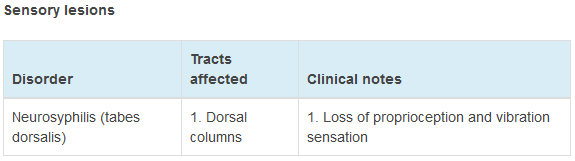 Sensory lesions
Tracts
Disorder affected Clinical notes
Neurosyphilis (tabes 1. Dorsal 1. Loss of proprioception and vibration
dorsalis) columns sensation